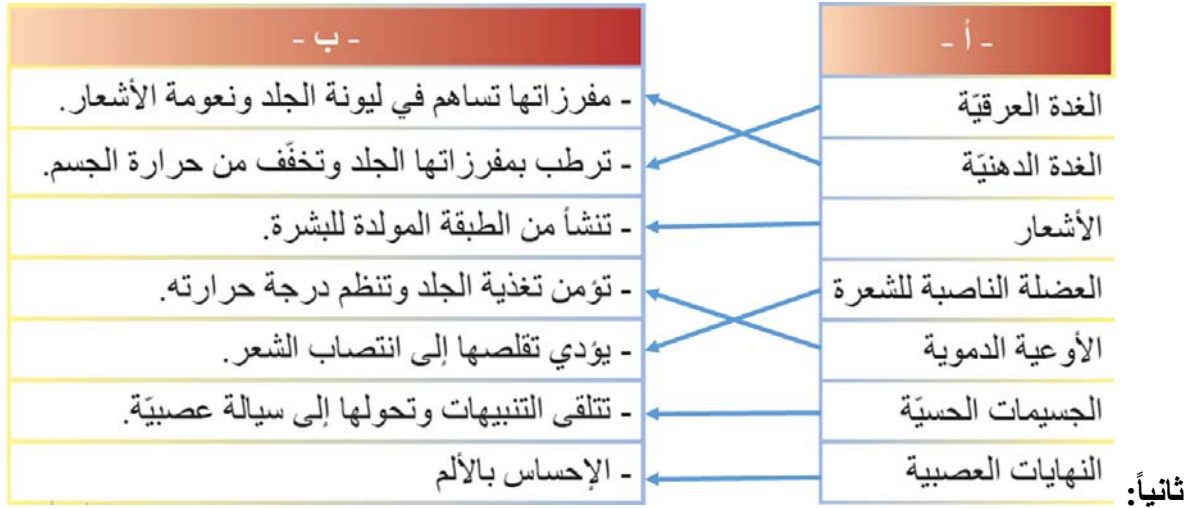 - أ -
- ب -
الغدة العرقيّة
- مفرزاتها تساهم في ليونة الجلد ونعومة الأشعار.
الغدة الدهنيّة
- ترطب بمفرزاتها الجلد وتخفّف من حرارة الجسم.
الأشعار
- تنشأ من الطبقة المولدة للبشرة.
العضلة الناصبة للشعرة
- تؤمن تغذية الجلد وتنظم درجة حرارته.
الأوعية الدموية
- يؤدي تقلصها إلى انتصاب الشعر.
الجسيمات الحسيّة
- تتلقى التنبيهات وتحولها إلى سيالة عصبيّة.
النهايات العصبية
- الإحساس بالألم
ثانياً: